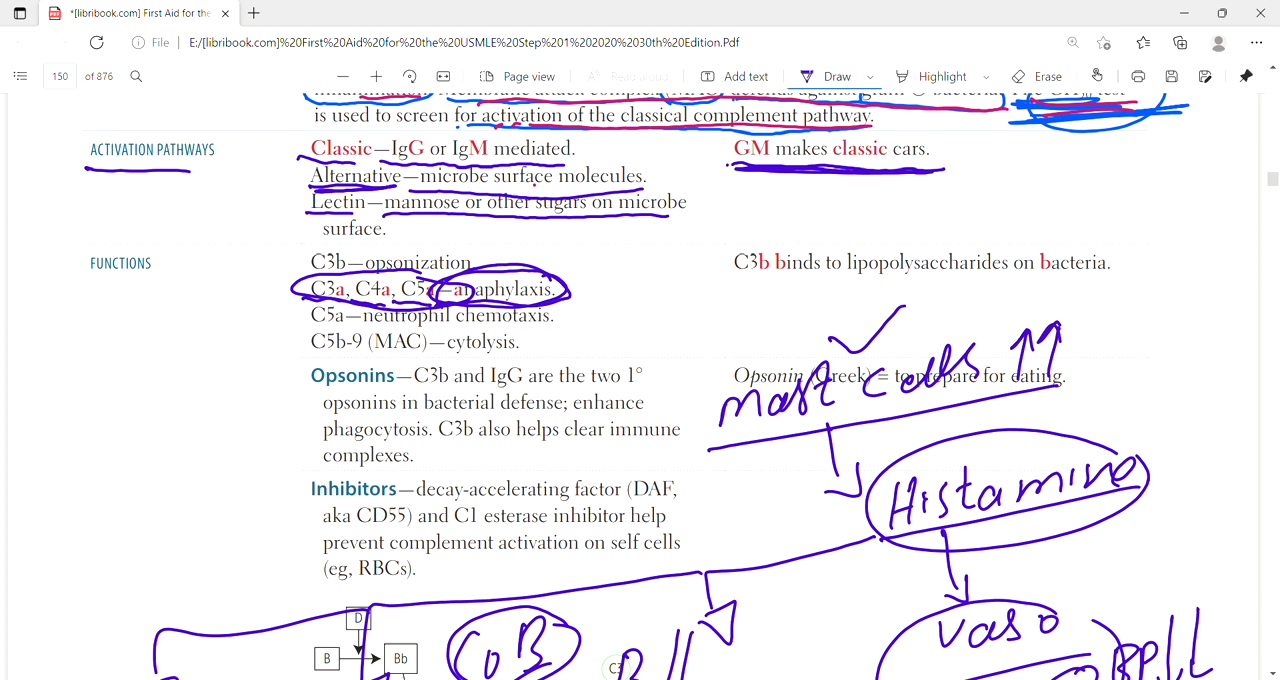 *[libribook.com] First Aid for the
File
E:/[libribook.com]%20First%20Aid%20for%20the%20USMLE%20Step%201%202020%2030th%20Edition.Pdf
150 of 876
Page view
Read aloud
Add text
Draw
Highlight
Erase
is used to screen for activation of the classical complement pathway.
ACTIVATION PATHWAYS
Classic—IgG or IgM mediated.
Alternative—microbe surface molecules.
Lectin—mannose or other sugars on microbe
surface.
GM makes classic cars.
FUNCTIONS
C3b—opsonization.
C3a, C4a, C5a—anaphylaxis.
C5a—neutrophil chemotaxis.
C5b-9 (MAC)—cytolysis.
C3b binds to lipopolysaccharides on bacteria.
Opsonins—C3b and IgG are the two 1°
opsonins in bacterial defense; enhance
phagocytosis. C3b also helps clear immune
complexes.
Opsonin (Greek) = to prepare for eating.
mast cells ↑↑
Histamine
Inhibitors—decay-accelerating factor (DAF,
aka CD55) and C1 esterase inhibitor help
prevent complement activation on self cells
(eg, RBCs).
D
B
Bb
C3
Vaso